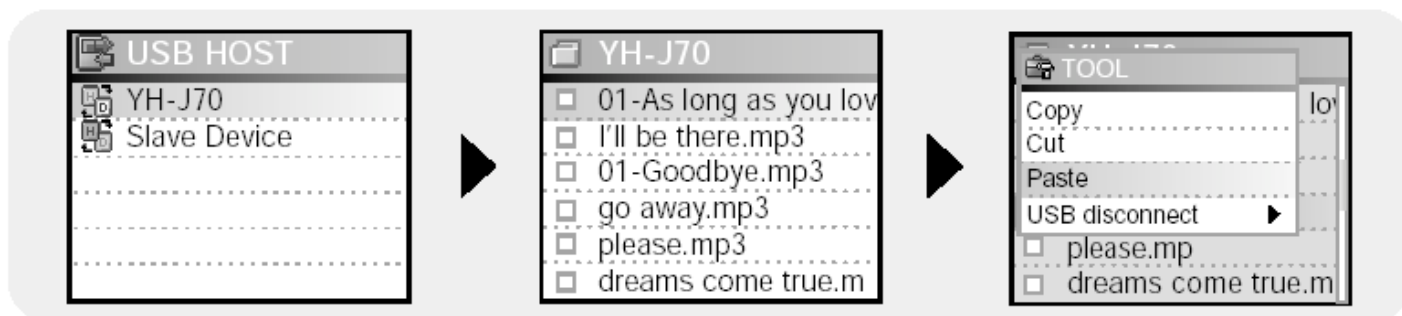 USB HOST
YH-J70
Slave Device
YH-J70
01-As long as you lov
I'll be there.mp3
01-Goodbye.mp3
go away.mp3
please.mp3
dreams come true.m
TOOL
Copy
lov
Cut
Paste
USB disconnect
please.mp
dreams come true.m